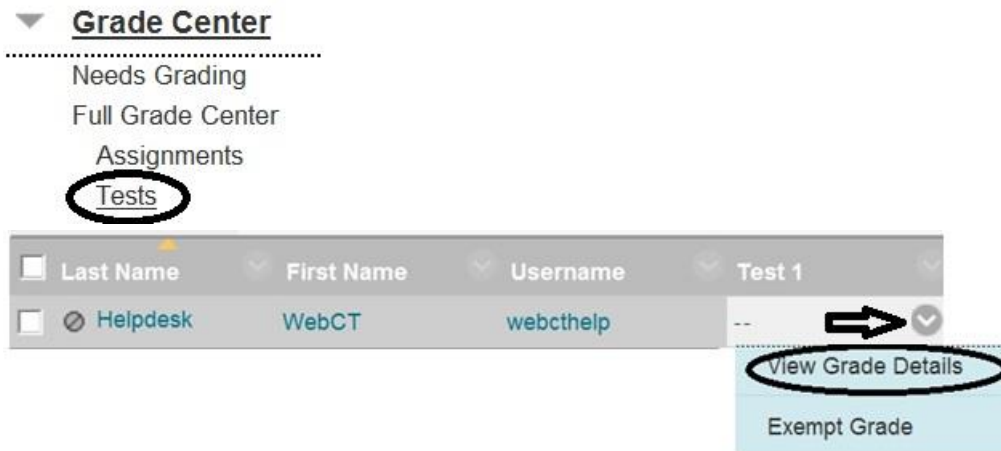 Grade Center
Needs Grading
Full Grade Center
Assignments
Tests
Last Name First Name Username Test 1
Helpdesk WebCT webcthelp --
View Grade Details
Exempt Grade